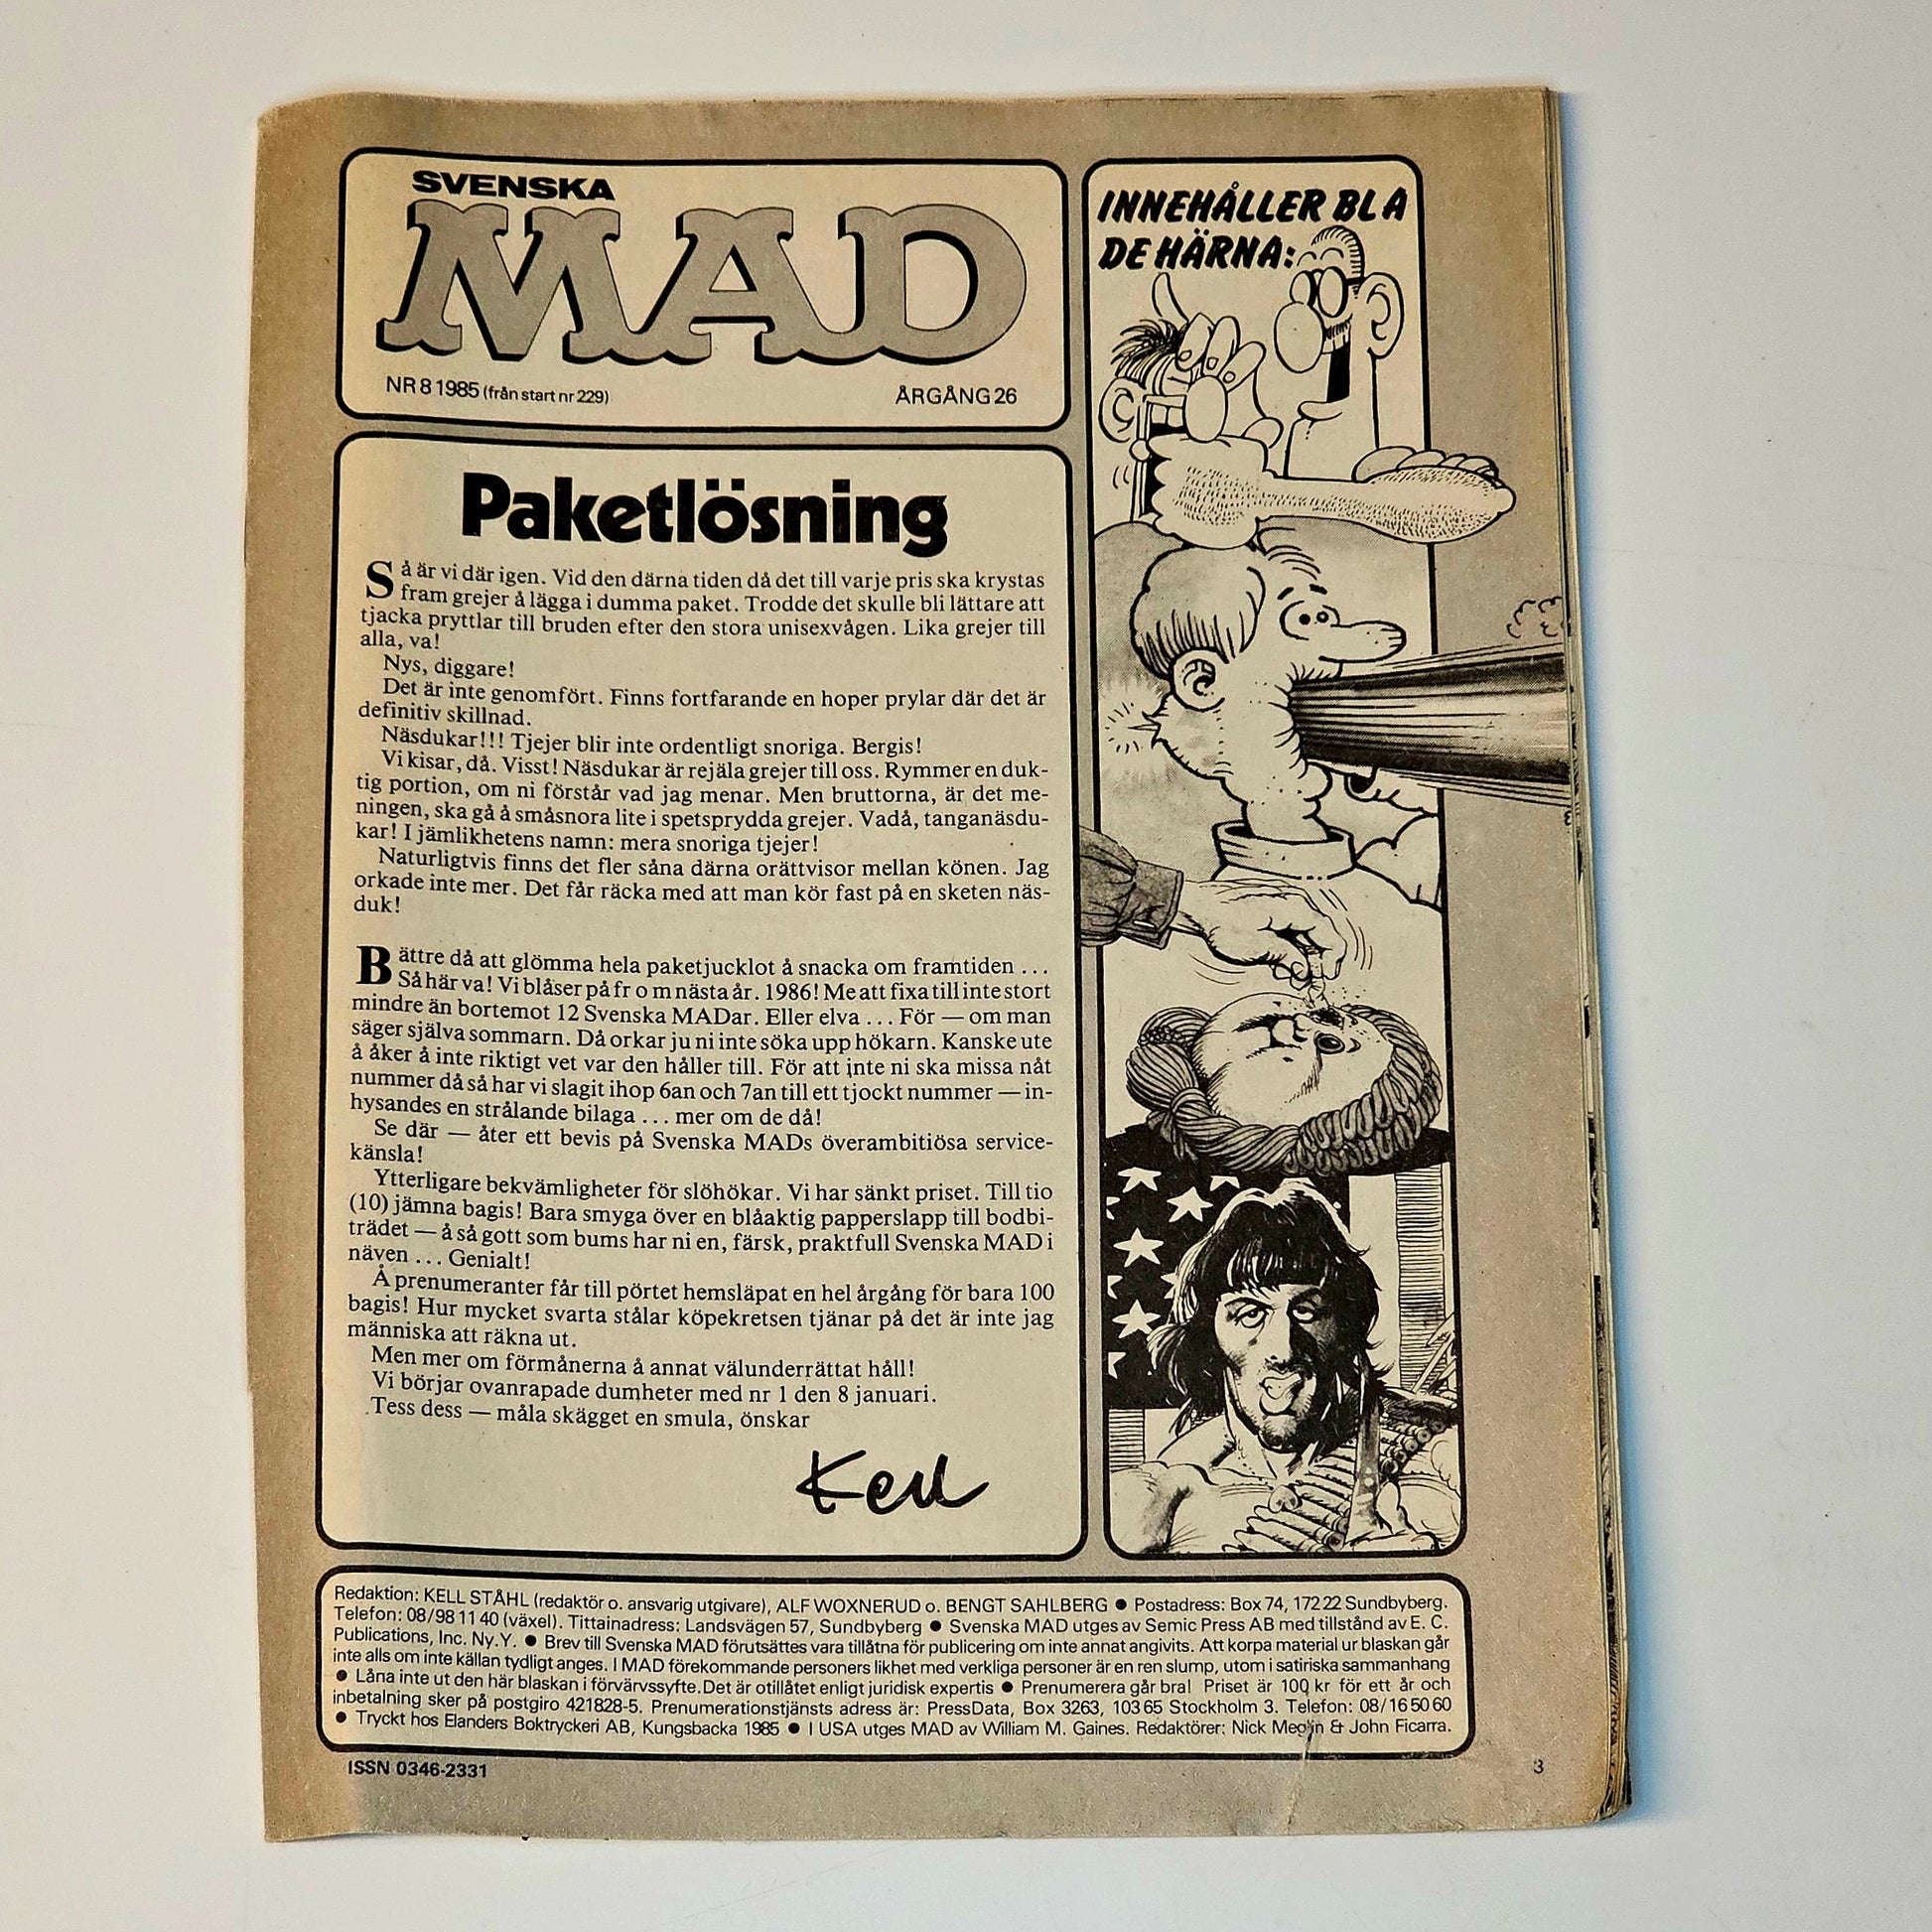 SVENSKA
MAD
NR 8 1985 (från start nr 229)
ÅRGÅNG 26
Paketlösning
Så är vi där igen. Vid den därna tiden då det till varje pris ska krystas
fram grejer å lägga i dumma paket. Trodde det skulle bli lättare att
tjacka pryttlar till bruden efter den stora unisexvågen. Lika grejer till
alla, va!
Nys, diggare!
Det är inte genomfört. Finns fortfarande en hoper prylar där det är
definitiv skillnad.
Näsdukar!!! Tjejer blir inte ordentligt snoriga. Bergis!
Vi kisar, då. Visst! Näsdukar är rejäla grejer till oss. Rymmer en duk-
tig portion, om ni förstår vad jag menar. Men bruttorna, är det me-
ningen, ska gå å småsnora lite i spetsprydda grejer. Vadå, tanganäsdu-
kar! I jämlikhetens namn: mera snoriga tjejer!
Naturligtvis finns det fler såna därna orättvisor mellan könen. Jag
orkade inte mer. Det får räcka med att man kör fast på en sketen näs-
duk!
Bättre då att glömma hela paketjucklot å snacka om framtiden ...
Så här va! Vi blåser på fr o m nästa år. 1986! Me att fixa till inte stort
mindre än bortemot 12 Svenska MADar. Eller elva ... För — om man
säger själva sommarn. Då orkar ju ni inte söka upp hökarn. Kanske ute
å åker å inte riktigt vet var den håller till. För att inte ni ska missa nåt
nummer då så har vi slagit ihop 6an och 7an till ett tjockt nummer — in-
hysandes en strålande bilaga ... mer om de då!
Se där — åter ett bevis på Svenska MADs överambitiösa service-
känsla!
Ytterligare bekvämligheter för slöhökar. Vi har sänkt priset. Till tio
(10) jämna bagis! Bara smyga över en blåaktig papperslapp till bodbi-
trädet — å så gott som bums har ni en, färsk, praktfull Svenska MAD i
näven ... Genialt!
Å prenumeranter får till pörtet hemsläpat en hel årgång för bara 100
bagis! Hur mycket svarta stålar köpekretsen tjänar på det är inte jag
människa att räkna ut.
Men mer om förmånerna å annat välunderrättat håll!
Vi börjar ovanrapade dumheter med nr 1 den 8 januari.
Tess dess — måla skägget en smula, önskar
Kell
INNEHÅLLER BL A
DE HÄRNA:
Redaktion: KELL STÅHL (redaktör o. ansvarig utgivare), ALF WOXNERUD o. BENGT SAHLBERG ● Postadress: Box 74, 172 22 Sundbyberg.
Telefon: 08/98 11 40 (växel). Tittainadress: Landsvägen 57, Sundbyberg ● Svenska MAD utges av Semic Press AB med tillstånd av E. C.
Publications, Inc. Ny.Y. ● Brev till Svenska MAD förutsättes vara tillåtna för publicering om inte annat angivits. Att korpa material ur blaskan går
inte alls om inte källan tydligt anges. I MAD förekommande personers likhet med verkliga personer är en ren slump, utom i satiriska sammanhang
● Låna inte ut den här blaskan i förvärvssyfte. Det är otillåtet enligt juridisk expertis ● Prenumerera går bra! Priset är 100 kr för ett år och
inbetalning sker på postgiro 421828-5. Prenumerationstjänsts adress är: PressData, Box 3263, 103 65 Stockholm 3. Telefon: 08/16 50 60
● Tryckt hos Elanders Boktryckeri AB, Kungsbacka 1985 ● I USA utges MAD av William M. Gaines. Redaktörer: Nick Meglin & John Ficarra.
ISSN 0346-2331
3